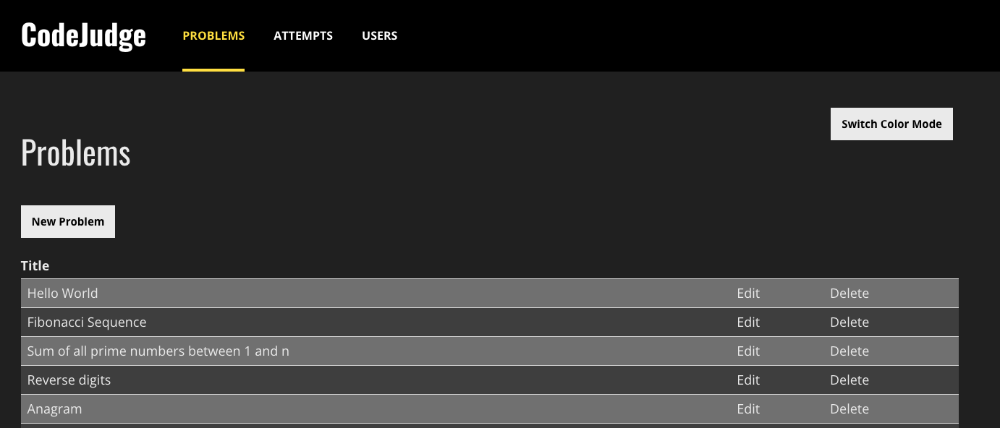 CodeJudge PROBLEMS ATTEMPTS USERS
Switch Color Mode
Problems
New Problem
Title
Hello World Edit Delete
Fibonacci Sequence Edit Delete
Sum of all prime numbers between 1 and n Edit Delete
Reverse digits Edit Delete
Anagram Edit Delete